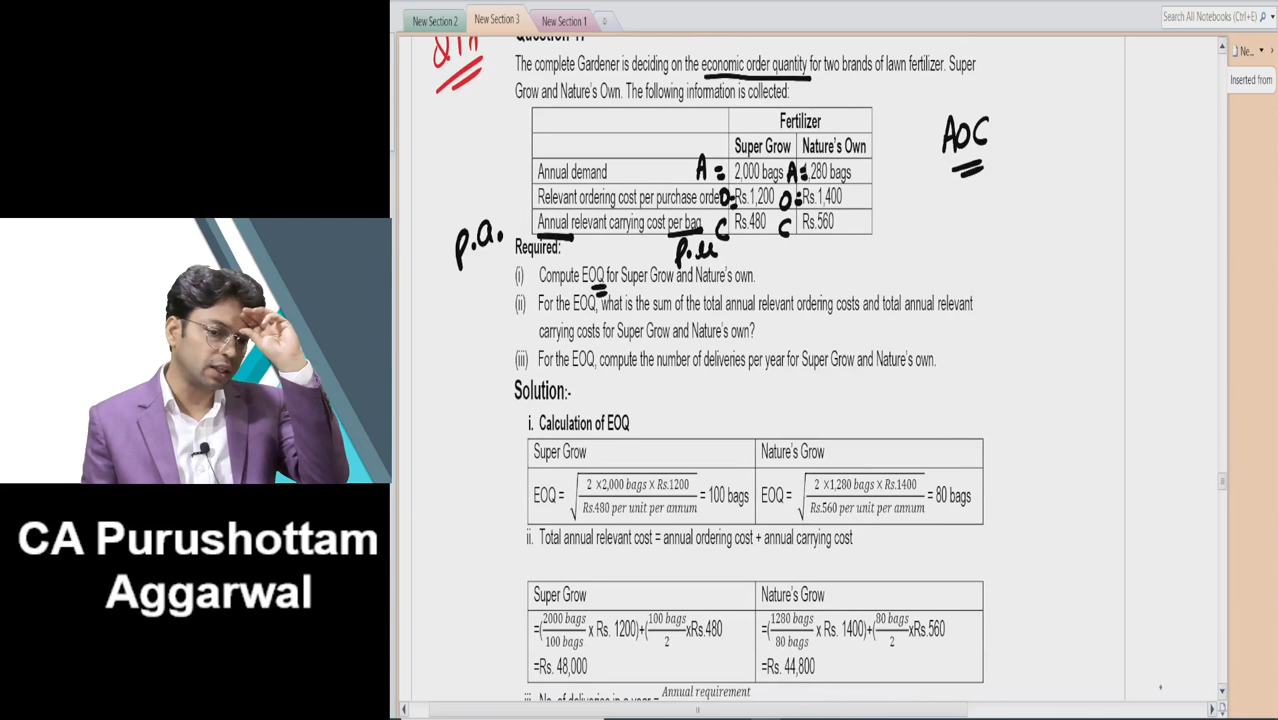 New Section 2
New Section 3
New Section 1
Search All Notebooks (Ctrl+E)
Ne...
Inserted from
QTN
The complete Gardener is deciding on the economic order quantity for two brands of lawn fertilizer. Super
Grow and Nature's Own. The following information is collected:
Fertilizer
Super Grow Nature's Own
Annual demand A = 2,000 bags A = 1,280 bags
Relevant ordering cost per purchase order O = Rs.1,200 O = Rs.1,400
Annual relevant carrying cost per bag C Rs.480 C Rs.560
AOC
p.a.
p.u
Required:
(i) Compute EOQ for Super Grow and Nature's own.
(ii) For the EOQ, what is the sum of the total annual relevant ordering costs and total annual relevant
carrying costs for Super Grow and Nature's own?
(iii) For the EOQ, compute the number of deliveries per year for Super Grow and Nature's own.
Solution:-
i. Calculation of EOQ
Super Grow Nature's Grow
EOQ = √(2 ×2,000 bags × Rs.1200 / Rs.480 per unit per annum) = 100 bags EOQ = √(2 ×1,280 bags × Rs.1400 / Rs.560 per unit per annum) = 80 bags
ii. Total annual relevant cost = annual ordering cost + annual carrying cost
Super Grow Nature's Grow
=(2000 bags / 100 bags x Rs. 1200)+(100 bags / 2 xRs.480 =(1280 bags / 80 bags x Rs. 1400)+(80 bags / 2 xRs.560
=Rs. 48,000 =Rs. 44,800
iii. No. of deliveries in a year = Annual requirement
CA Purushottam
Aggarwal